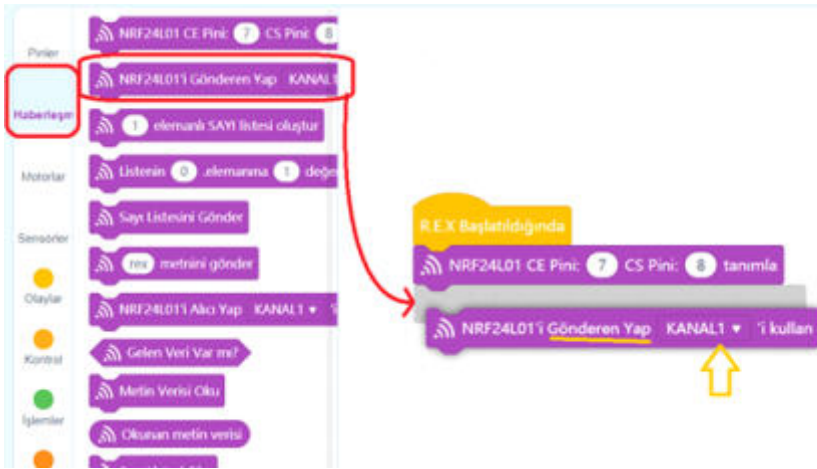 Pinler
Haberleşm
Motorlar
Sensörler
Olaylar
Kontrol
İşlemler
NRF24L01 CE Pini: 7 CS Pini: 8
NRF24L01'i Gönderen Yap KANAL1
1 elemanlı SAYI listesi oluştur
Listenin 0 .elemanına 1 değe
Sayı Listesini Gönder
rex metnini gönder
NRF24L01'i Alıcı Yap KANAL1 ▾ 'i
Gelen Veri Var mı?
Metin Verisi Oku
Okunan metin verisi
R.E.X Başlatıldığında
NRF24L01 CE Pini: 7 CS Pini: 8 tanımla
NRF24L01'i Gönderen Yap KANAL1 ▾ 'i kullan